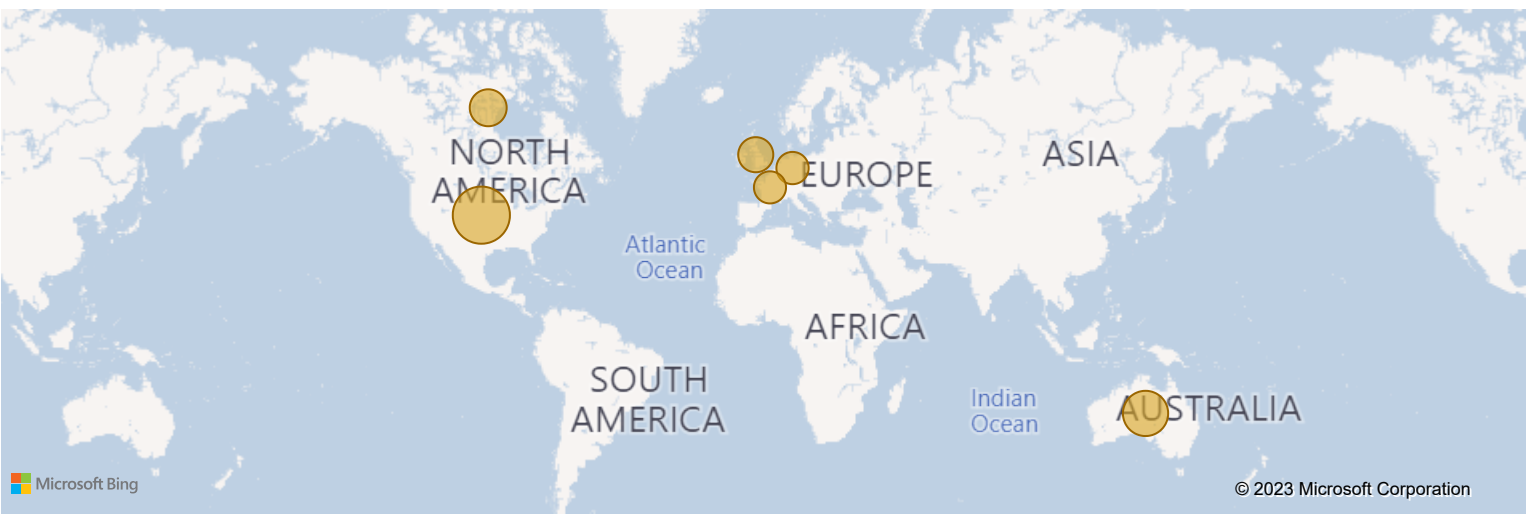 NORTH
AMERICA
EUROPE
ASIA
Atlantic
Ocean
AFRICA
SOUTH
AMERICA
Indian
Ocean
AUSTRALIA
Microsoft Bing
© 2023 Microsoft Corporation